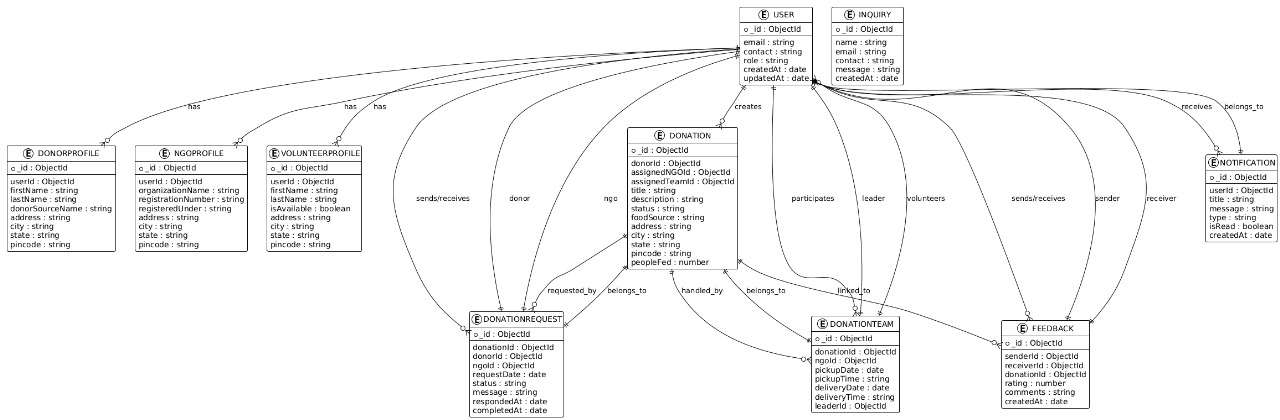 E USER
_id : ObjectId
email : string
contact : string
role : string
createdAt : date
updatedAt : date
E INQUIRY
_id : ObjectId
name : string
email : string
contact : string
message : string
createdAt : date
has
has
has
creates
receives
belongs_to
E DONORPROFILE
_id : ObjectId
userId : ObjectId
firstName : string
lastName : string
donorSourceName : string
address : string
city : string
state : string
pincode : string
E NGOPROFILE
_id : ObjectId
userId : ObjectId
organizationName : string
registrationNumber : string
registeredUnder : string
address : string
city : string
state : string
pincode : string
E VOLUNTEERPROFILE
_id : ObjectId
userId : ObjectId
firstName : string
lastName : string
isAvailable : boolean
address : string
city : string
state : string
pincode : string
sends/receives
donor
ngo
E DONATION
_id : ObjectId
donorId : ObjectId
assignedNGOId : ObjectId
assignedTeamId : ObjectId
title : string
description : string
status : string
foodSource : string
address : string
city : string
state : string
pincode : string
peopleFed : number
participates
leader
volunteers
sends/receives
sender
receiver
E NOTIFICATION
_id : ObjectId
userId : ObjectId
title : string
message : string
type : string
isRead : boolean
createdAt : date
requested_by
belongs_to
handled_by
belongs_to
linked_to
E DONATIONREQUEST
_id : ObjectId
donationId : ObjectId
donorId : ObjectId
ngoId : ObjectId
requestDate : date
status : string
message : string
respondedAt : date
completedAt : date
E DONATIONTEAM
_id : ObjectId
donationId : ObjectId
ngoId : ObjectId
pickupDate : date
pickupTime : string
deliveryDate : date
deliveryTime : string
leaderId : ObjectId
E FEEDBACK
_id : ObjectId
senderId : ObjectId
receiverId : ObjectId
donationId : ObjectId
rating : number
comments : string
createdAt : date